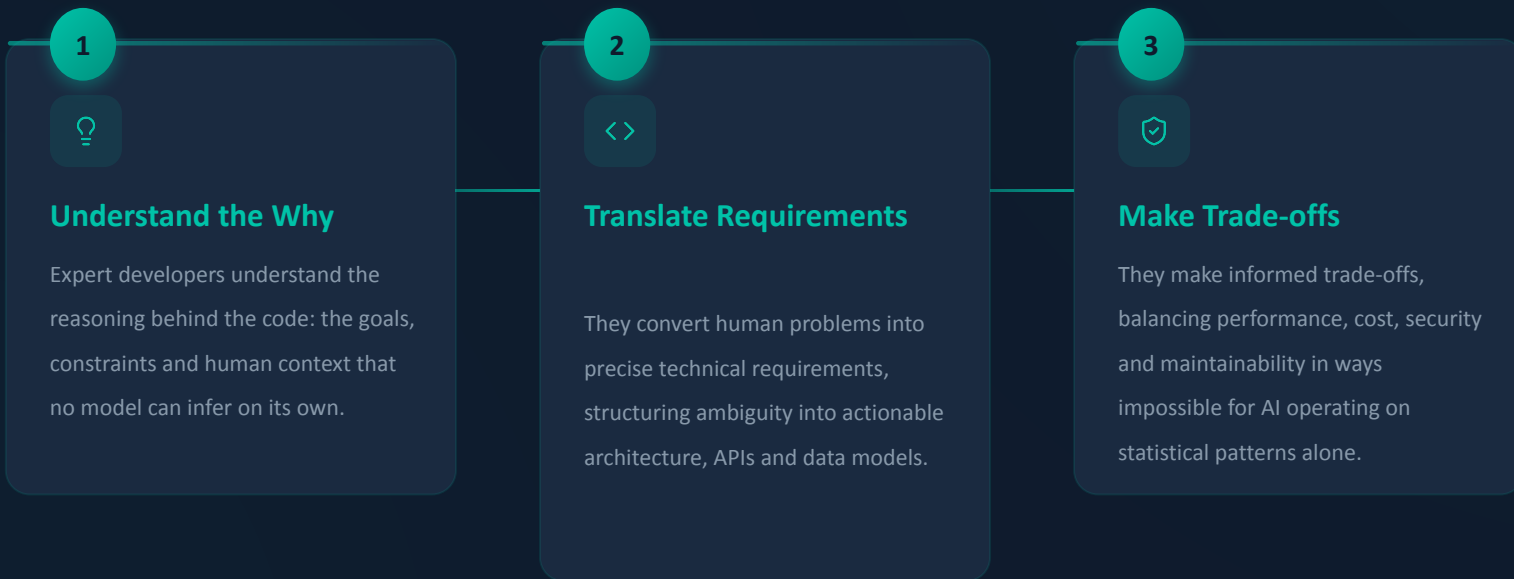 1
Understand the Why
Expert developers understand the
reasoning behind the code: the goals,
constraints and human context that
no model can infer on its own.
2
Translate Requirements
They convert human problems into
precise technical requirements,
structuring ambiguity into actionable
architecture, APIs and data models.
3
Make Trade-offs
They make informed trade-offs,
balancing performance, cost, security
and maintainability in ways
impossible for AI operating on
statistical patterns alone.